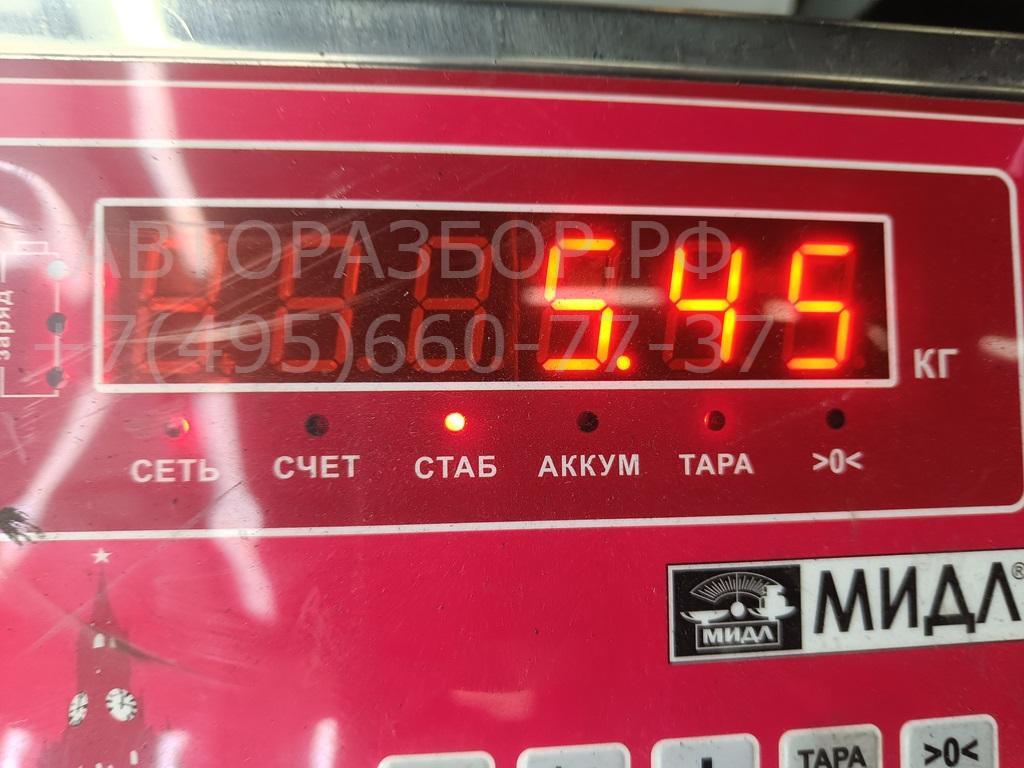 АВТОРАЗБОР.РФ
+7(495)660-77-37
5.45
КГ
заряд
СЕТЬ СЧЕТ СТАБ АККУМ ТАРА >0<
МИДЛ
МИДЛ®
ТАРА >0<